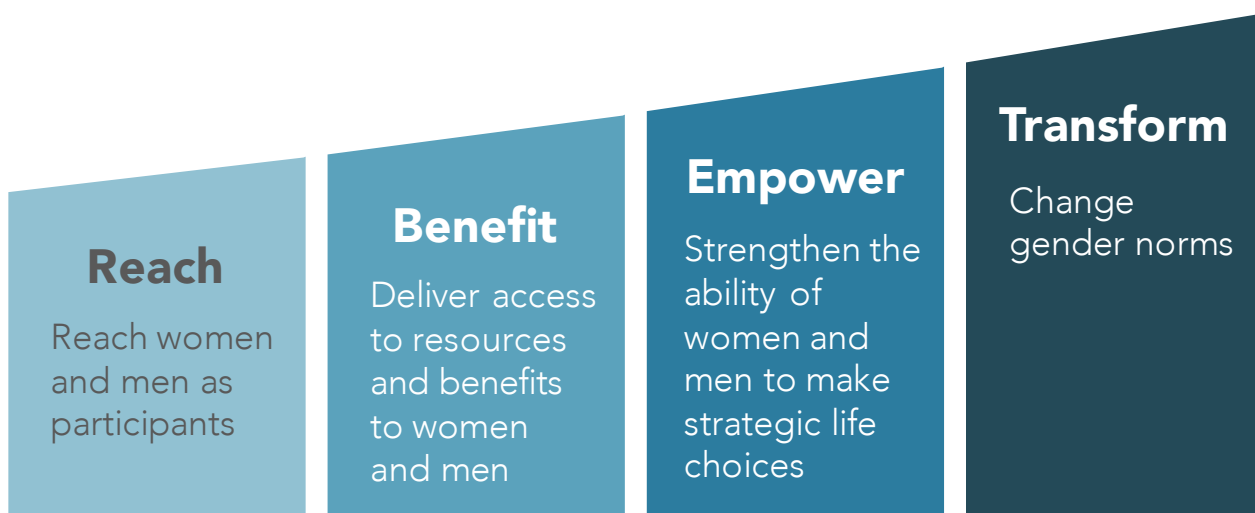 Reach
Reach women
and men as
participants
Benefit
Deliver access
to resources
and benefits
to women
and men
Empower
Strengthen the
ability of
women and
men to make
strategic life
choices
Transform
Change
gender norms